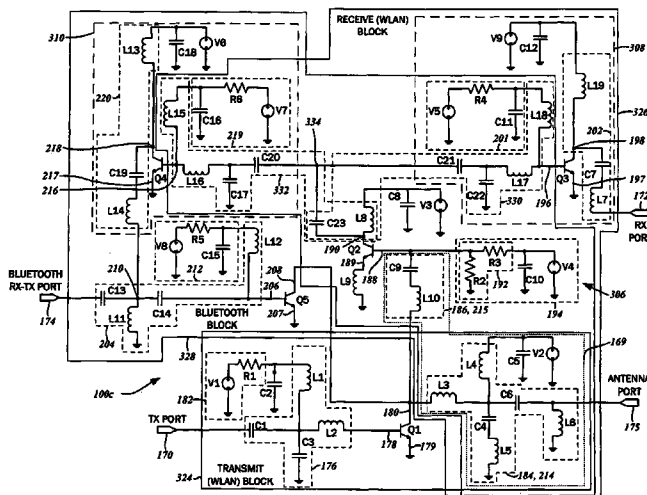 RECEIVE (WLAN) BLOCK
310
L13
C18
V6
V9
C12
308
220
L19
326
L15
C16
R6
V7
V5
R4
C11
L18
202
334
219
201
198
218
C19
C20
C21
C7
217
Q4
Q3
197
172
216
L16
C17
332
L17
196
C22
330
L7
RX PORT
L14
C23
L8
C8
V3
190
Q2
R5
V8
C15
L12
189
188
R3
R2
192
C10
V4
306
BLUETOOTH RX-TX PORT
210
212
208
206
L9
C9
L10
194
174
C13
C14
Q5
186, 215
L11
207
169
204
BLUETOOTH BLOCK
328
L4
C5
V2
100c
182
V1
R1
C2
L1
180
L3
C6
ANTENNA PORT
TX PORT
C1
L2
Q1
178
179
C4
L6
175
170
C3
L5
324
TRANSMIT (WLAN) BLOCK
176
184, 214